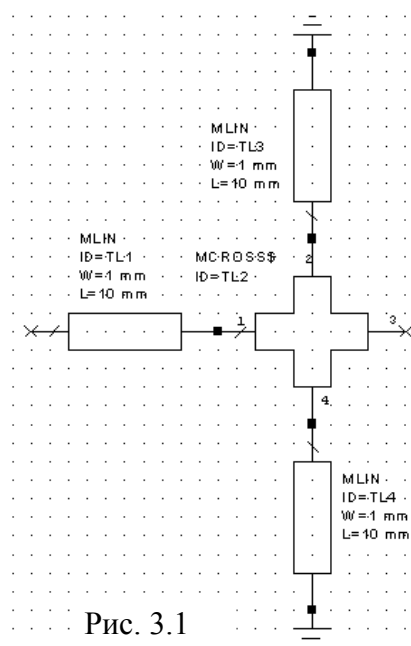 MLIN
ID=TL3
W=1 mm
L=10 mm
2
MLIN
ID=TL1
W=1 mm
L=10 mm
MCROSS$
ID=TL2
1
3
4
MLIN
ID=TL4
W=1 mm
L=10 mm
Рис. 3.1